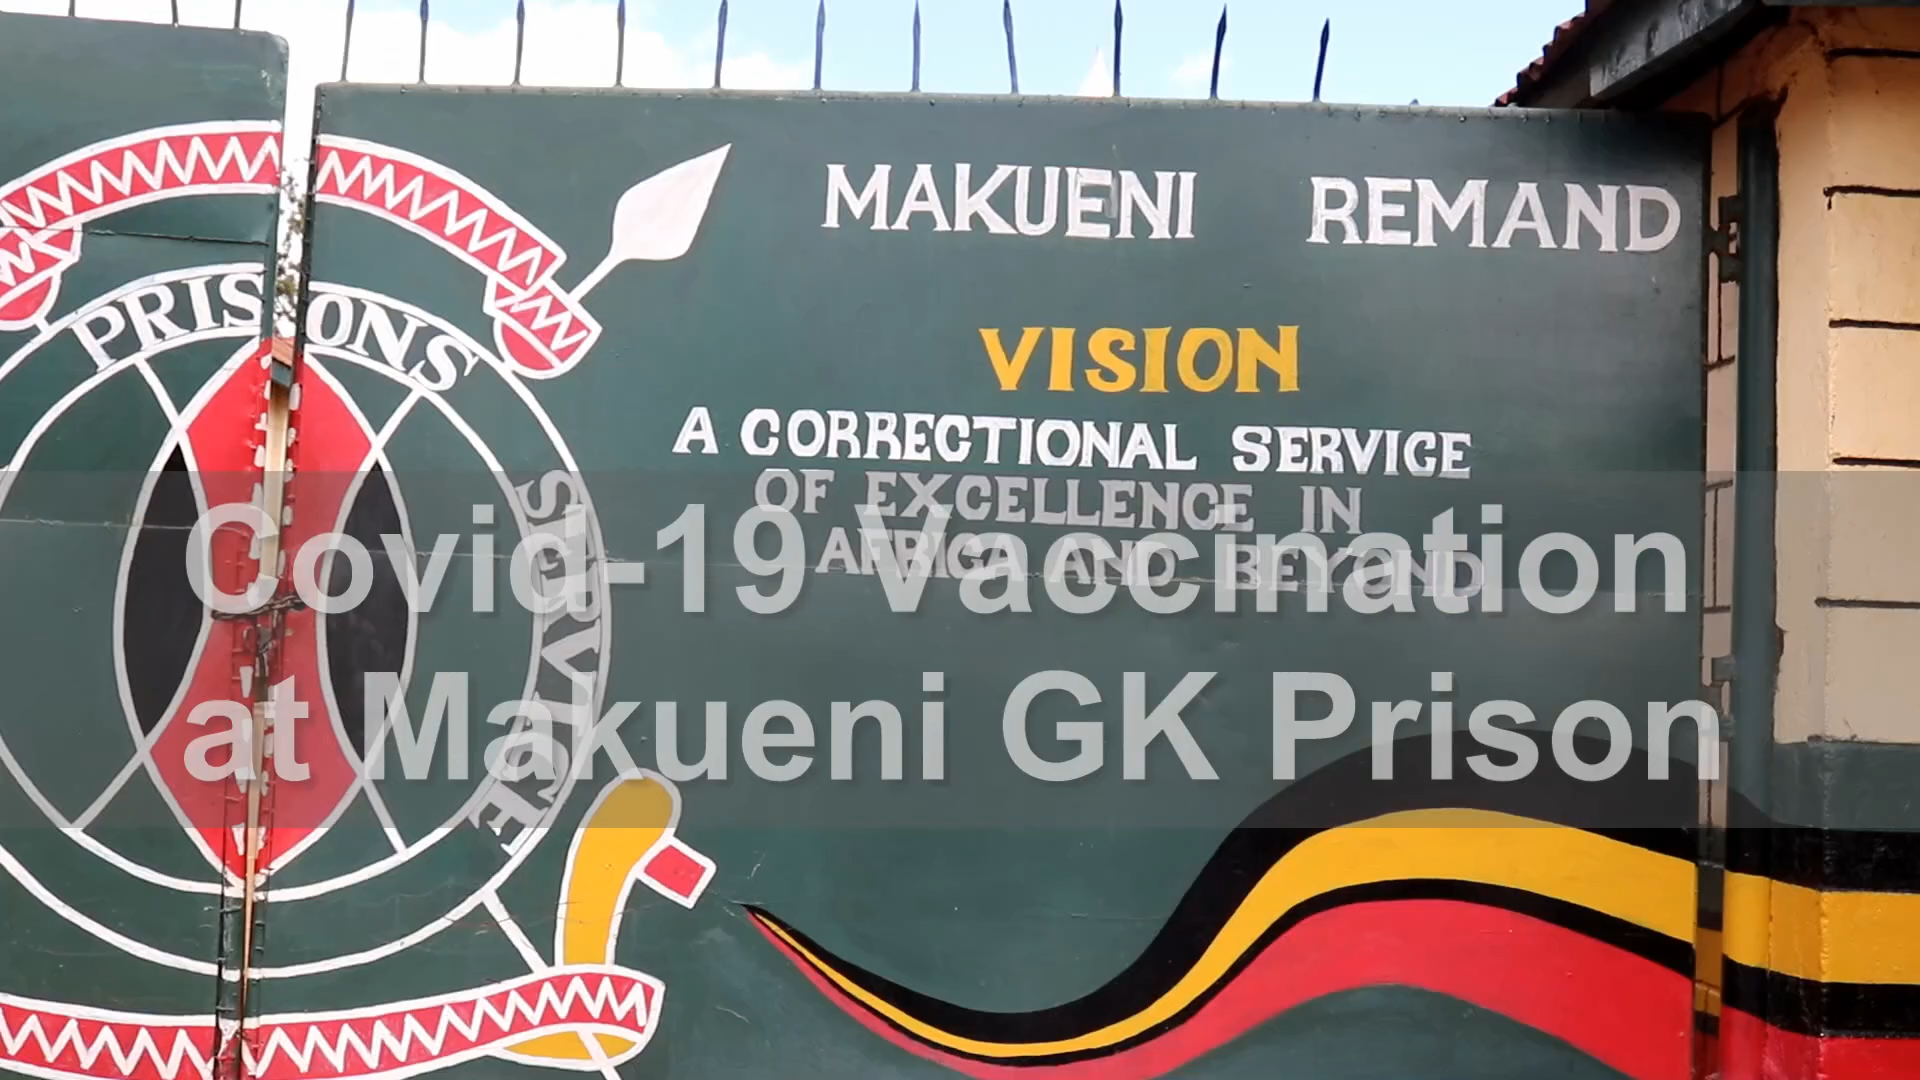 PRISONS
SERVICE
MAKUENI REMAND
VISION
A CORRECTIONAL SERVICE
OF EXCELLENCE IN
AFRICA AND BEYOND
Covid-19 Vaccination
at Makueni GK Prison